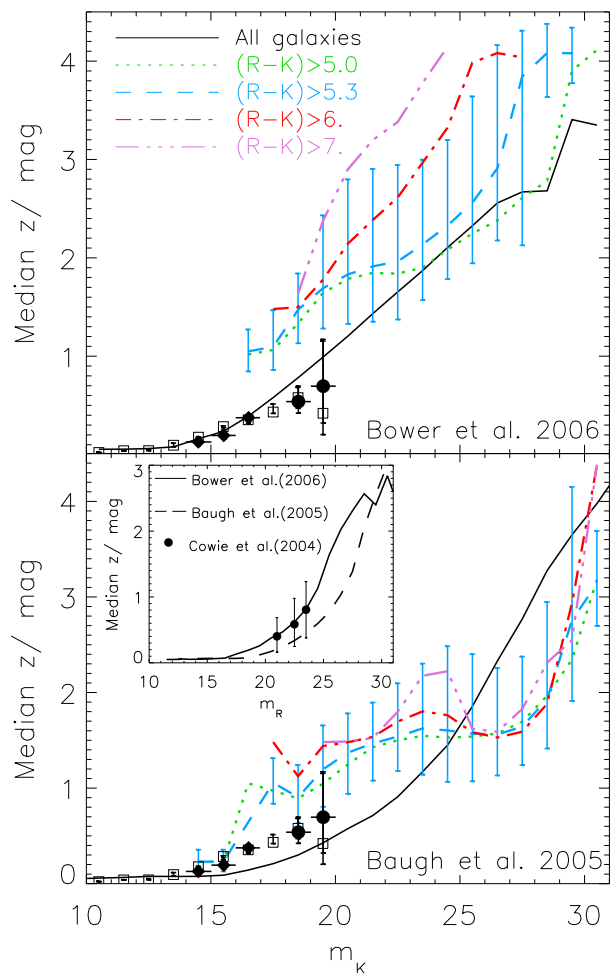 All galaxies
(R-K)>5.0
(R-K)>5.3
(R-K)>6.
(R-K)>7.
4
3
2
1
Median z/ mag
Bower et al. 2006
Bower et al.(2006)
Baugh et al.(2005)
Cowie et al.(2004)
3
2
1
0
Median z/ mag
10 15 20 25 30
m_R
4
3
2
1
0
Median z/ mag
Baugh et al. 2005
10 15 20 25 30
m_K